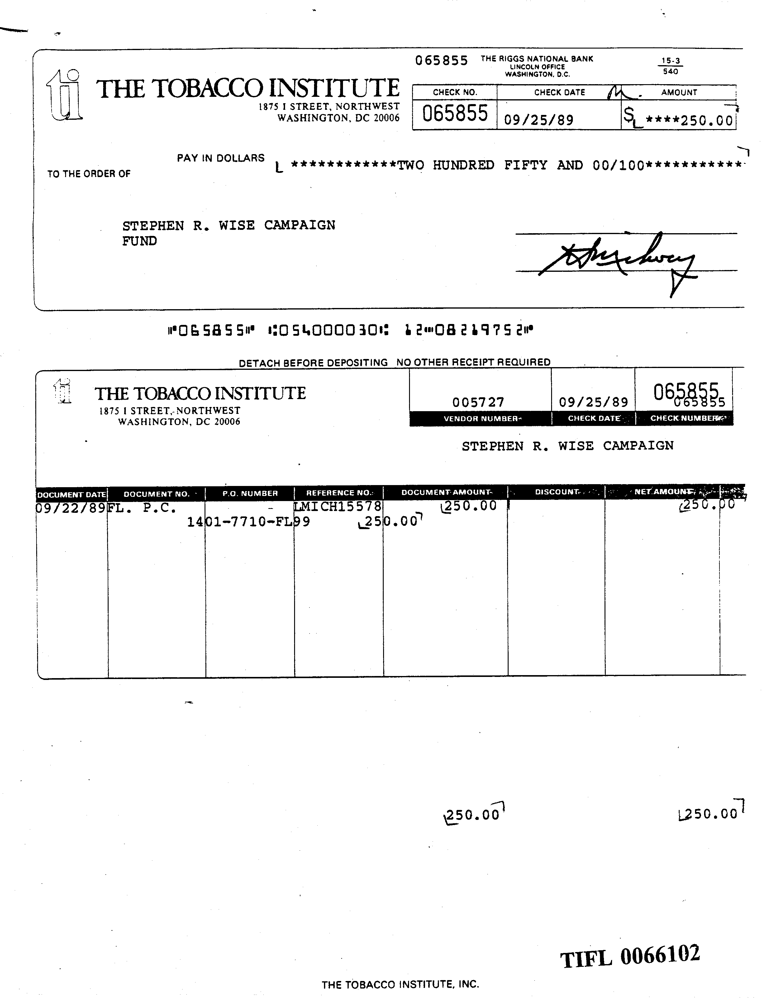 065855 THE RIGGS NATIONAL BANK
LINCOLN OFFICE
WASHINGTON, D.C.
15-3
540
ti THE TOBACCO INSTITUTE
1875 I STREET, NORTHWEST
WASHINGTON, DC 20006
CHECK NO. CHECK DATE AMOUNT
065855 09/25/89 $ ****250.00
PAY IN DOLLARS ************TWO HUNDRED FIFTY AND 00/100***********
TO THE ORDER OF
STEPHEN R. WISE CAMPAIGN
FUND
⑈065855⑈ ⑆054000030⑆ 12⑉0821975 2⑈
DETACH BEFORE DEPOSITING NO OTHER RECEIPT REQUIRED
ti THE TOBACCO INSTITUTE
1875 I STREET, NORTHWEST
WASHINGTON, DC 20006
005727 09/25/89 065855
065855
VENDOR NUMBER CHECK DATE CHECK NUMBER
STEPHEN R. WISE CAMPAIGN
DOCUMENT DATE DOCUMENT NO. P.O. NUMBER REFERENCE NO. DOCUMENT AMOUNT DISCOUNT NET AMOUNT
09/22/89 FL. P.C. - LMICH15578 250.00 250.00
1401-7710-FL99 250.00
250.00 250.00
TIFL 0066102
THE TOBACCO INSTITUTE, INC.